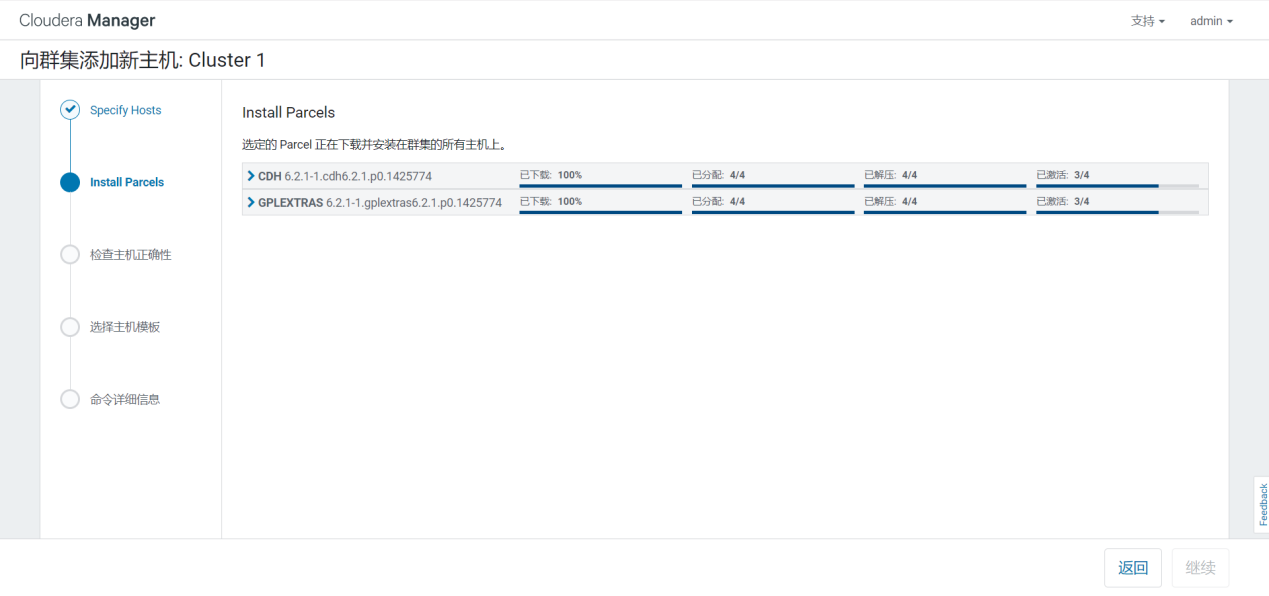 Cloudera Manager
支持 admin
向群集添加新主机: Cluster 1
Specify Hosts
Install Parcels
检查主机正确性
选择主机模板
命令详细信息
Install Parcels
选定的 Parcel 正在下载并安装在群集的所有主机上。
CDH 6.2.1-1.cdh6.2.1.p0.1425774 已下载: 100% 已分配: 4/4 已解压: 4/4 已激活: 3/4
GPLEXTRAS 6.2.1-1.gplextras6.2.1.p0.1425774 已下载: 100% 已分配: 4/4 已解压: 4/4 已激活: 3/4
Feedback
返回 继续